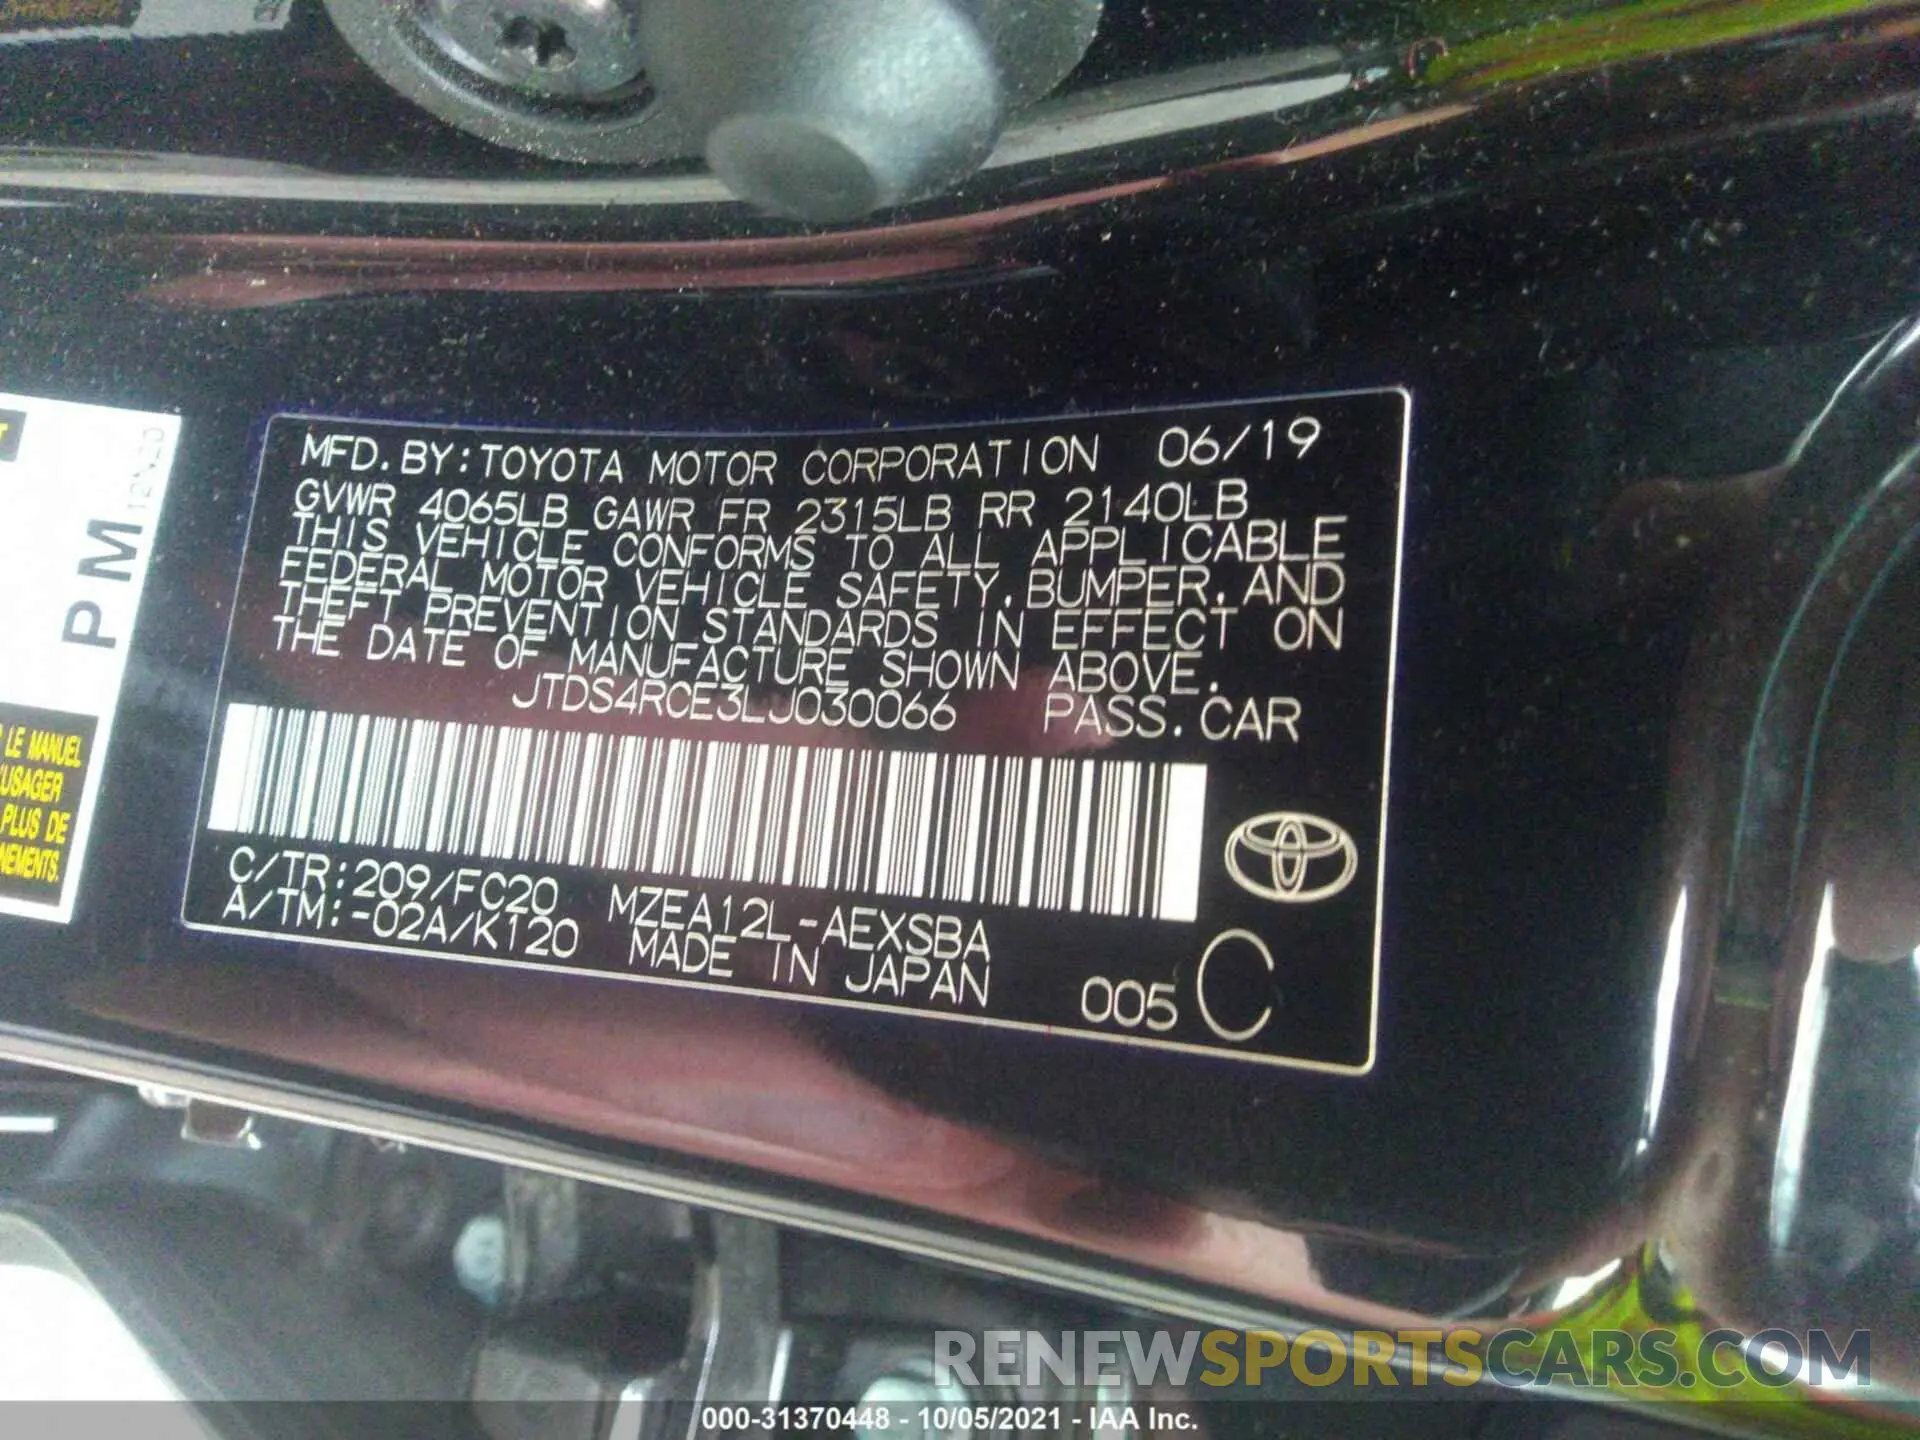 MFD. BY: TOYOTA MOTOR CORPORATION 06/19
GVWR 4065LB GAWR FR 2315LB RR 2140LB
THIS VEHICLE CONFORMS TO ALL APPLICABLE
FEDERAL MOTOR VEHICLE SAFETY, BUMPER, AND
THEFT PREVENTION STANDARDS IN EFFECT ON
THE DATE OF MANUFACTURE SHOWN ABOVE.
JTDS4RCE3LJ030066 PASS. CAR
C/TR: 209/FC20 MZEA12L-AEXSBA
A/TM: -02A/K120 MADE IN JAPAN
005 C
PM
12N20
LE MANUEL
USAGER
PLUS DE
NEMENTS.
RENEWSPORTSCARS.COM
000-31370448 - 10/05/2021 - IAA Inc.